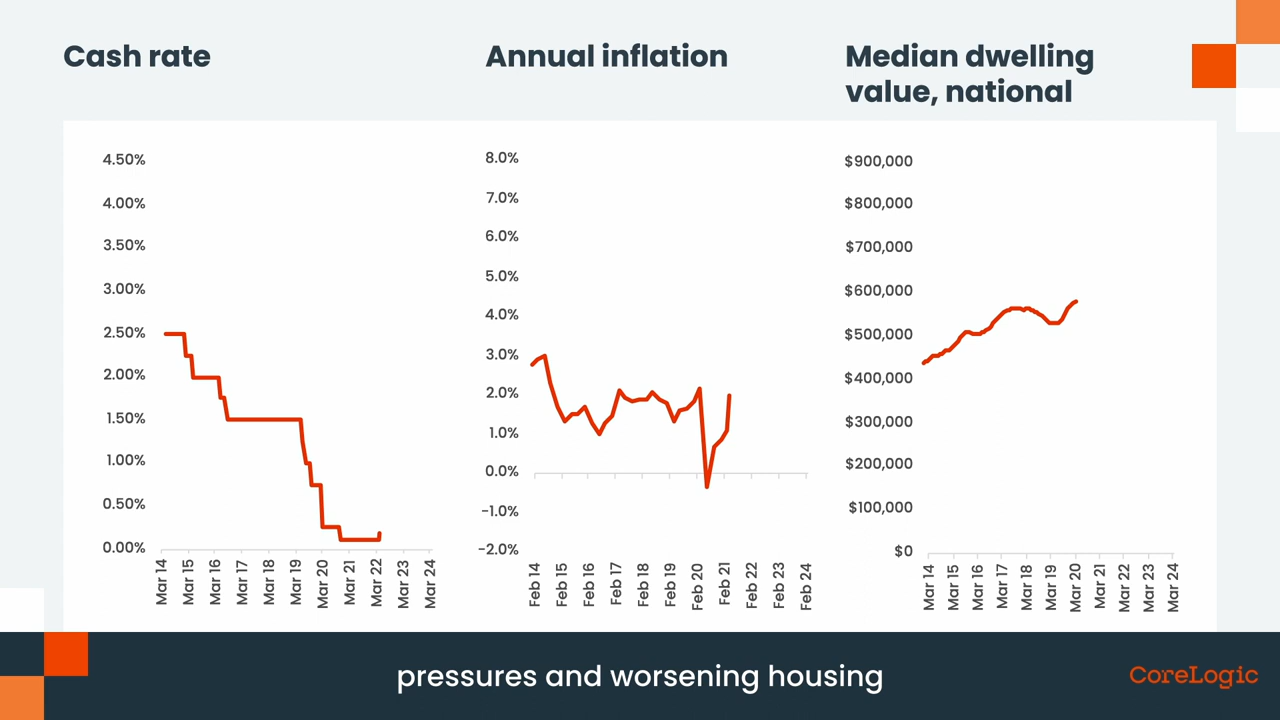 Cash rate
Annual inflation
Median dwelling
value, national
4.50%
4.00%
3.50%
3.00%
2.50%
2.00%
1.50%
1.00%
0.50%
0.00%
Mar 14
Mar 15
Mar 16
Mar 17
Mar 18
Mar 19
Mar 20
Mar 21
Mar 22
Mar 23
Mar 24
8.0%
7.0%
6.0%
5.0%
4.0%
3.0%
2.0%
1.0%
0.0%
-1.0%
-2.0%
Feb 14
Feb 15
Feb 16
Feb 17
Feb 18
Feb 19
Feb 20
Feb 21
Feb 22
Feb 23
Feb 24
$900,000
$800,000
$700,000
$600,000
$500,000
$400,000
$300,000
$200,000
$100,000
$0
Mar 14
Mar 15
Mar 16
Mar 17
Mar 18
Mar 19
Mar 20
Mar 21
Mar 22
Mar 23
Mar 24
pressures and worsening housing
CoreLogic